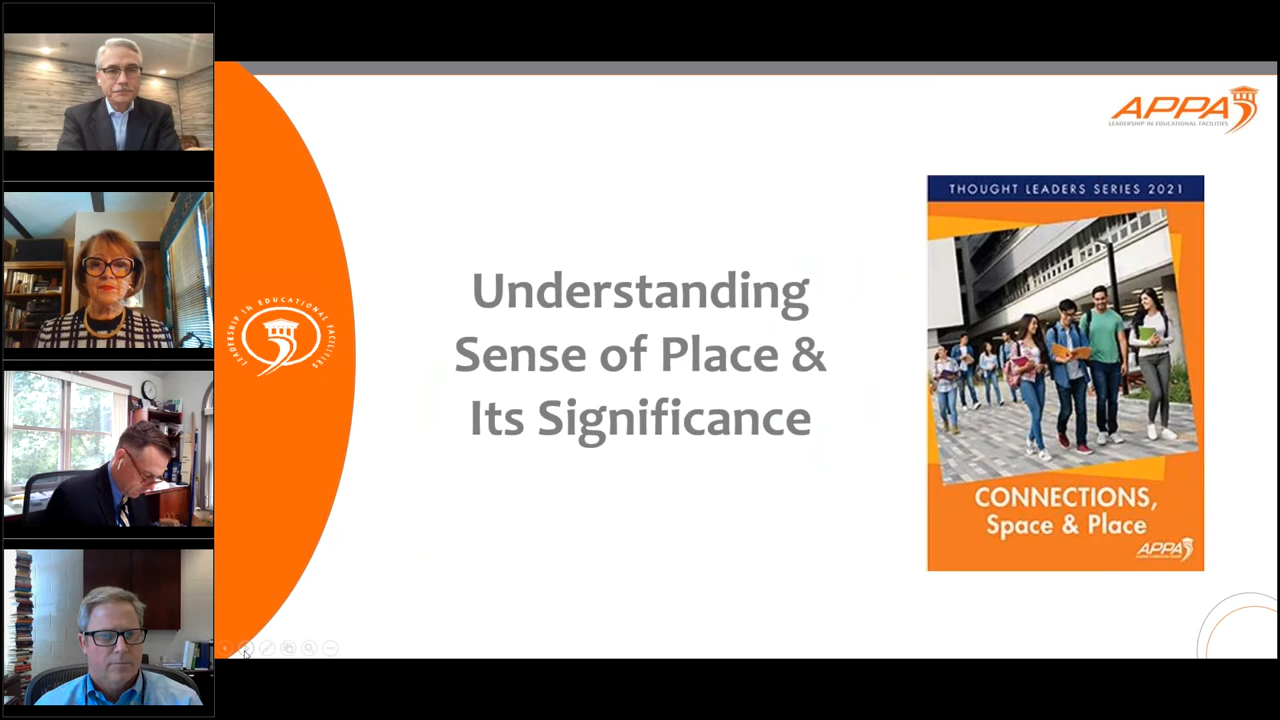 APPA
LEADERSHIP IN EDUCATIONAL FACILITIES
THOUGHT LEADERS SERIES 2021
Understanding
Sense of Place &
Its Significance
LEADERSHIP IN EDUCATIONAL FACILITIES
CONNECTIONS,
Space & Place
APPA